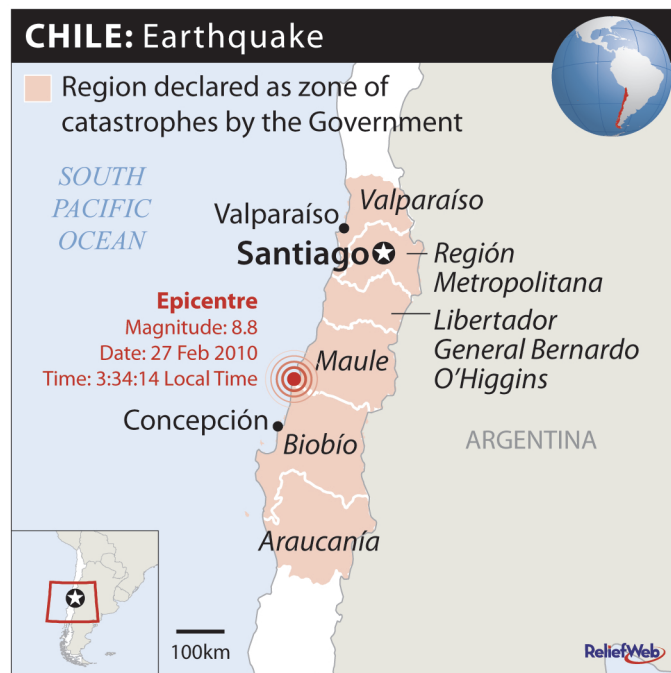 CHILE: Earthquake
Region declared as zone of
catastrophes by the Government
SOUTH
PACIFIC
OCEAN
Valparaíso
Valparaíso
Santiago
Región
Metropolitana
Epicentre
Magnitude: 8.8
Date: 27 Feb 2010
Time: 3:34:14 Local Time
Libertador
General Bernardo
O’Higgins
Maule
Concepción
Biobío
ARGENTINA
Araucanía
100km
ReliefWeb